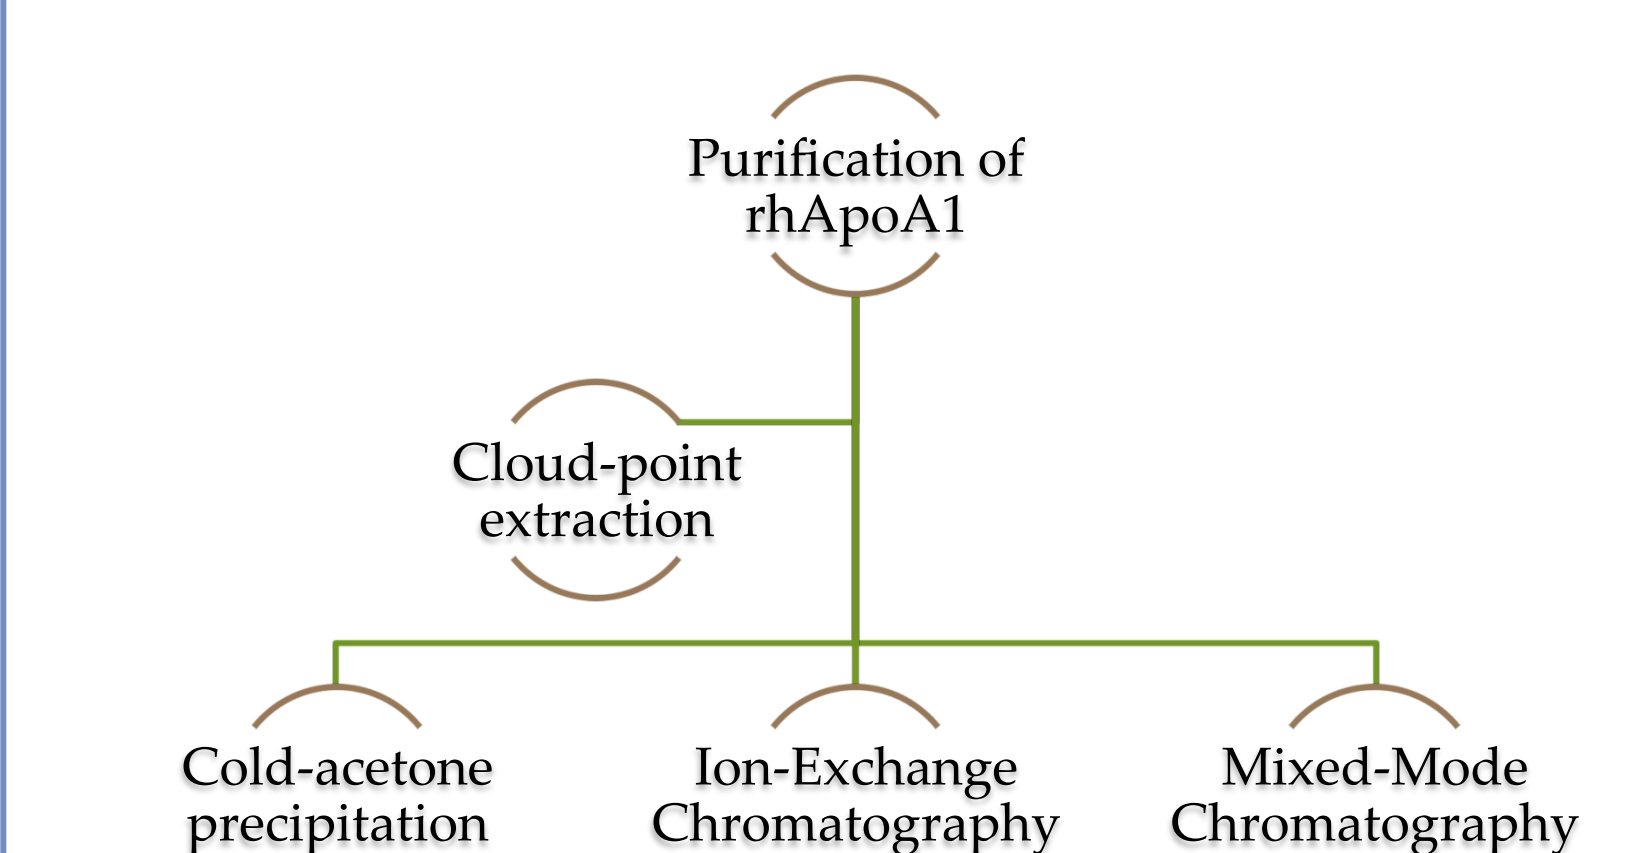 Purification of
rhApoA1
Cloud-point
extraction
Cold-acetone
precipitation
Ion-Exchange
Chromatography
Mixed-Mode
Chromatography